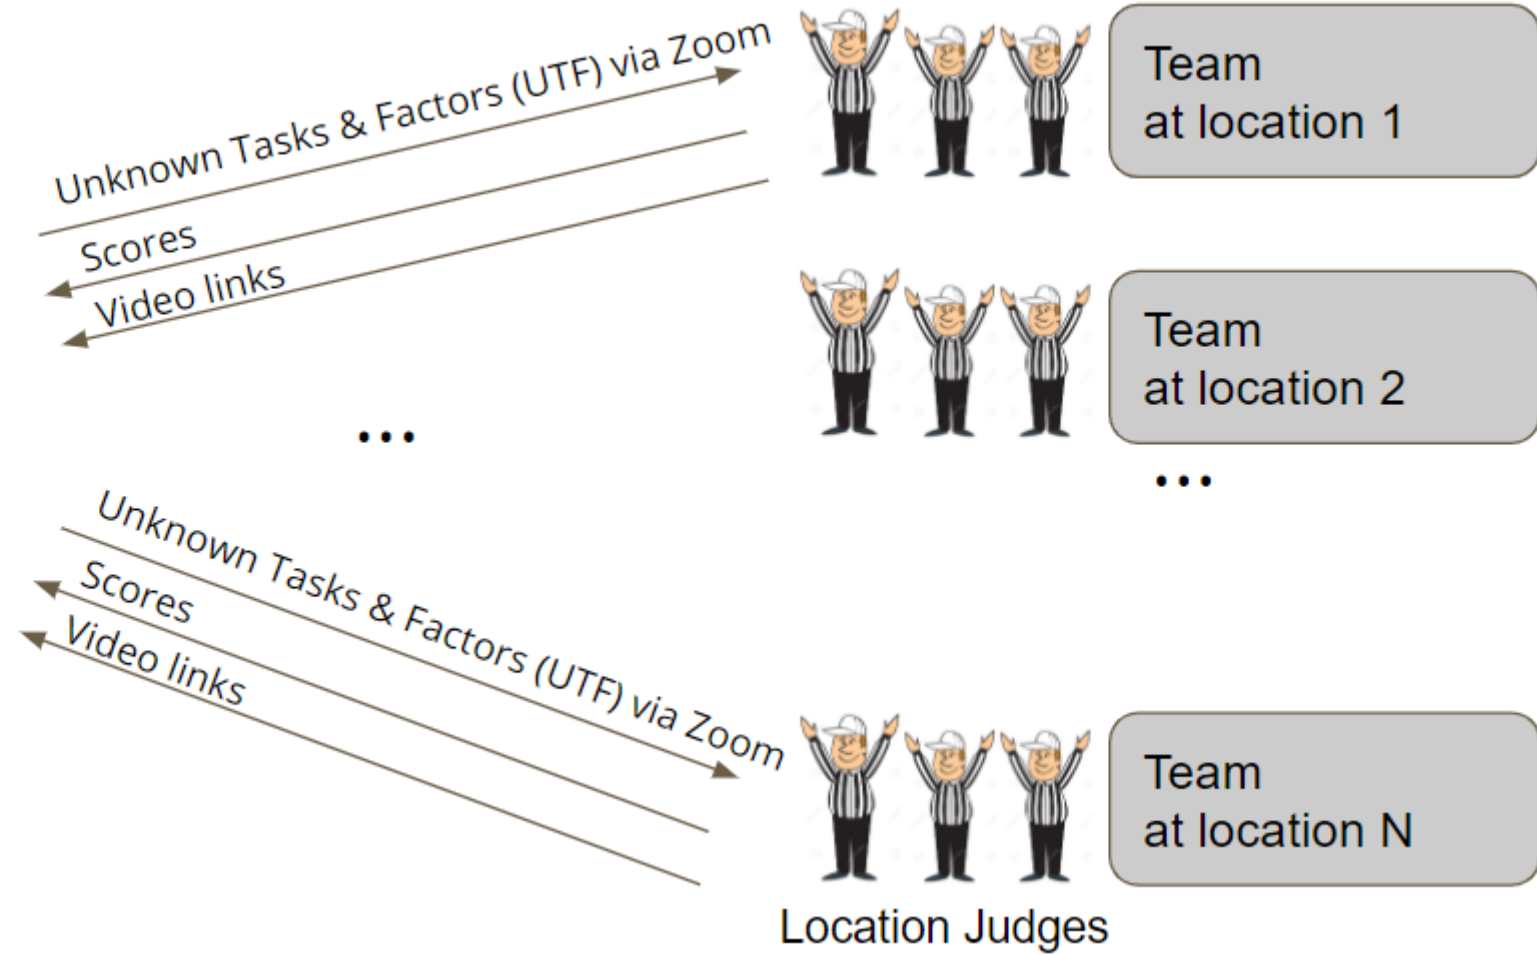 Unknown Tasks & Factors (UTF) via Zoom
Scores
Video links
Team
at location 1
Team
at location 2
...
...
Unknown Tasks & Factors (UTF) via Zoom
Scores
Video links
Team
at location N
Location Judges